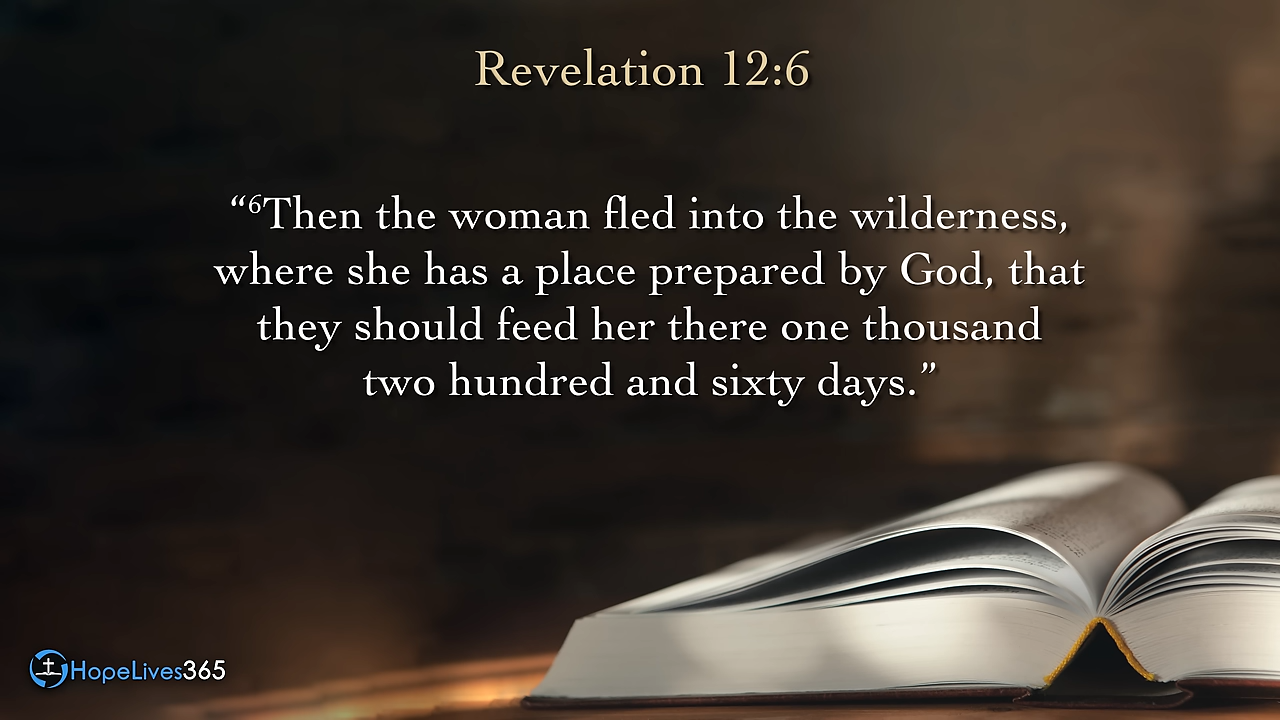 Revelation 12:6
“⁶Then the woman fled into the wilderness,
where she has a place prepared by God, that
they should feed her there one thousand
two hundred and sixty days.”
HopeLives365